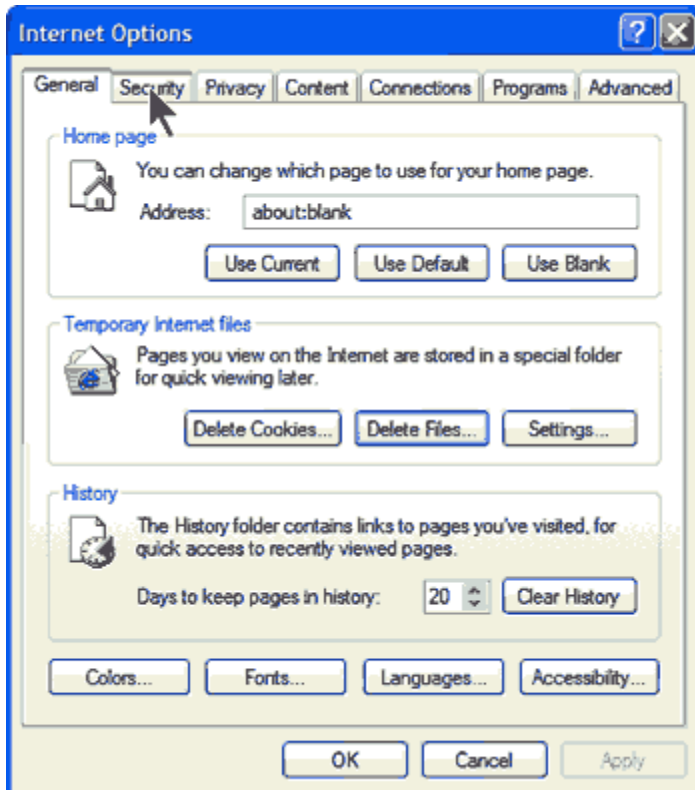 Internet Options
General Security Privacy Content Connections Programs Advanced
Home page
You can change which page to use for your home page.
Address: about:blank
Use Current Use Default Use Blank
Temporary Internet files
Pages you view on the Internet are stored in a special folder
for quick viewing later.
Delete Cookies... Delete Files... Settings...
History
The History folder contains links to pages you've visited, for
quick access to recently viewed pages.
Days to keep pages in history: 20 Clear History
Colors... Fonts... Languages... Accessibility...
OK Cancel Apply